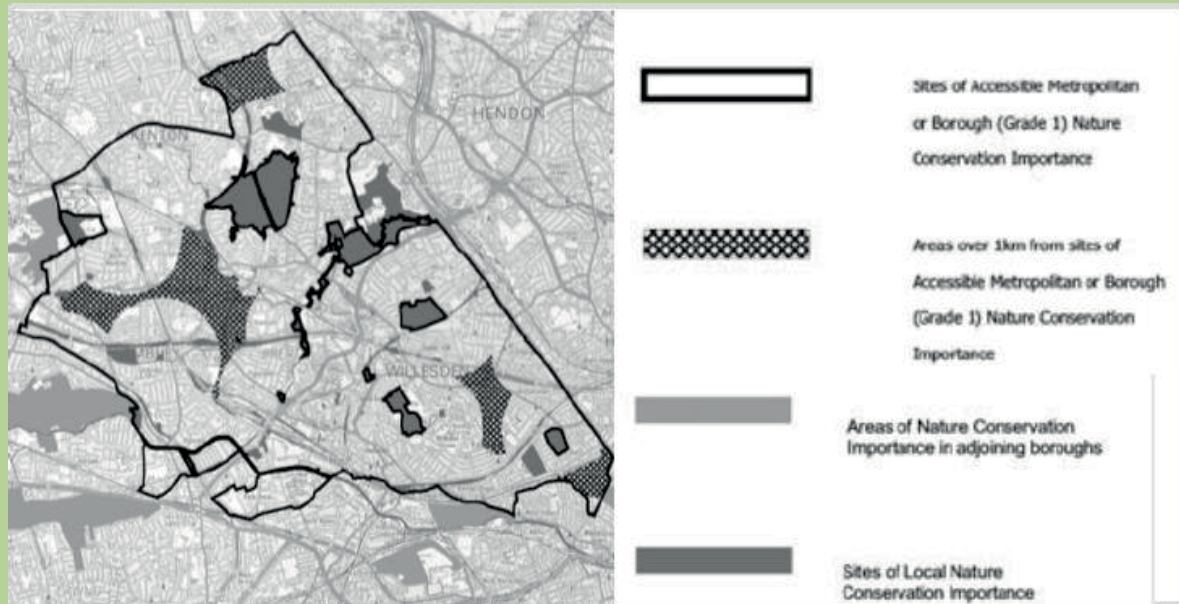 HENDON
KENTON
WILLESDEN
Sites of Accessible Metropolitan
or Borough (Grade 1) Nature
Conservation Importance
Areas over 1km from sites of
Accessible Metropolitan or Borough
(Grade 1) Nature Conservation
Importance
Areas of Nature Conservation
Importance in adjoining boroughs
Sites of Local Nature
Conservation Importance